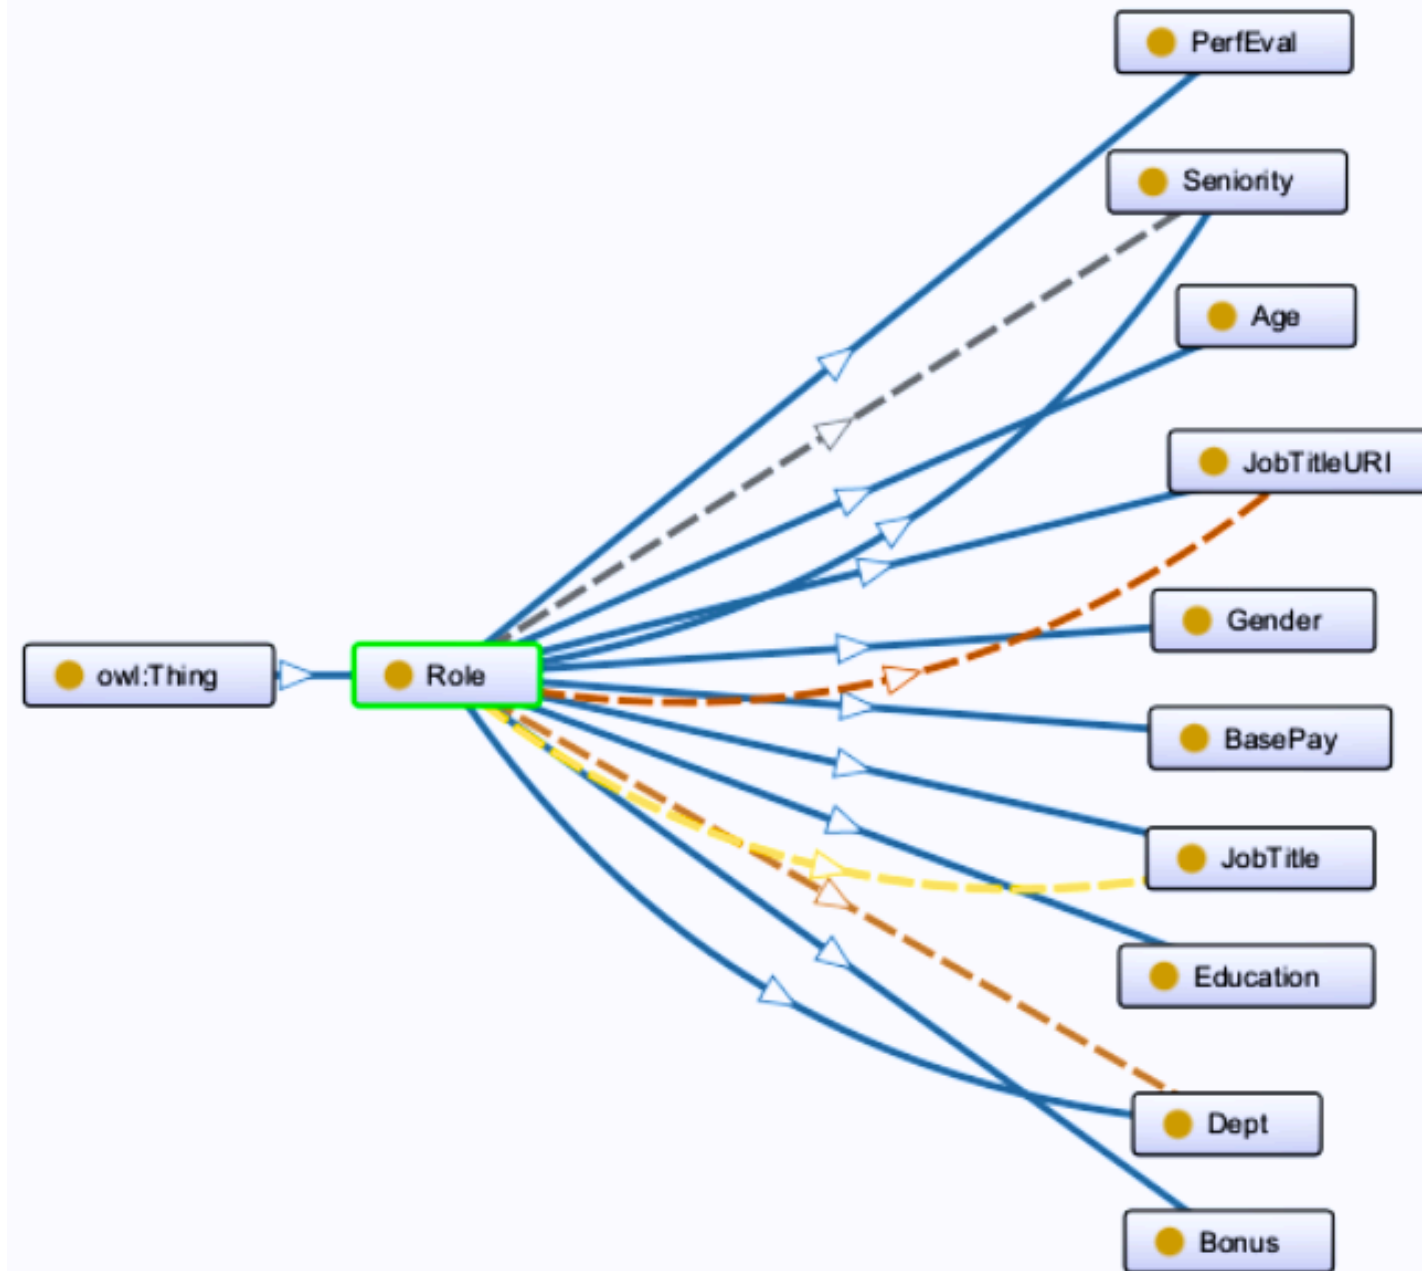 PerfEval
Seniority
Age
JobTitleURI
Gender
owl:Thing
Role
BasePay
JobTitle
Education
Dept
Bonus